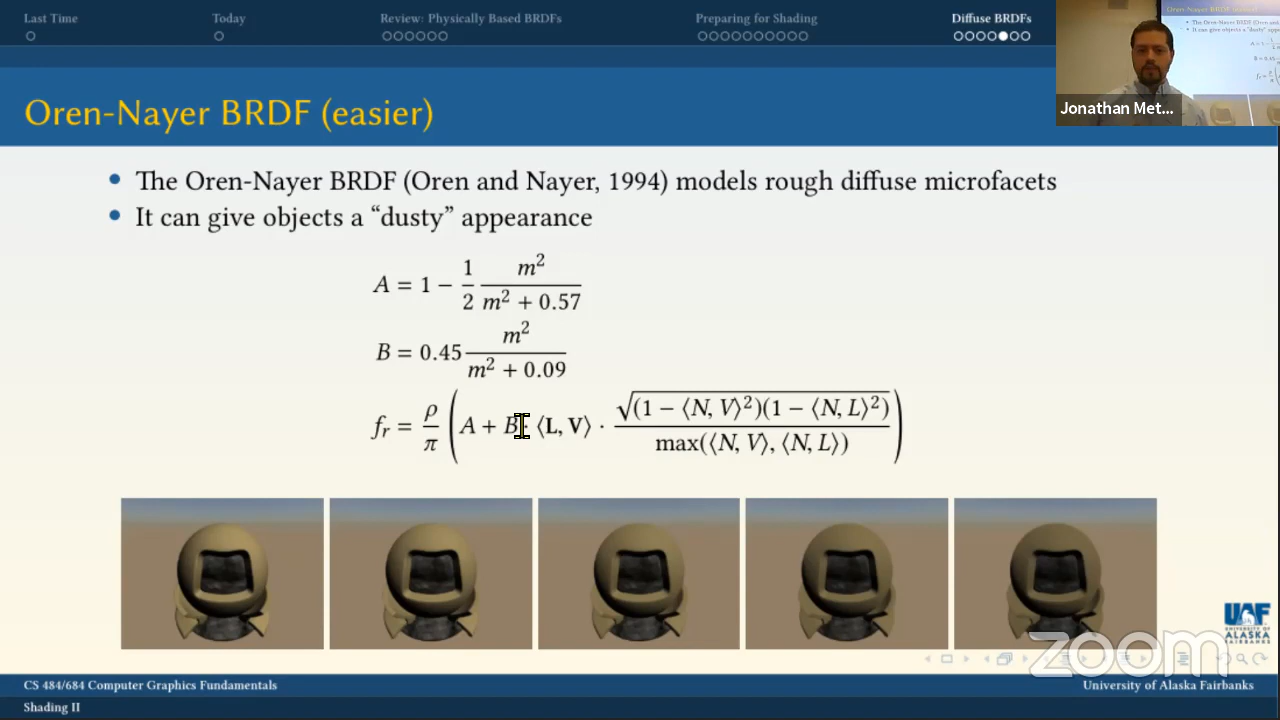 Last Time
Today
Review: Physically Based BRDFs
Preparing for Shading
Diffuse BRDFs
Oren-Nayer BRDF (easier)
Jonathan Met...
• The Oren-Nayer BRDF (Oren and Nayer, 1994) models rough diffuse microfacets
• It can give objects a “dusty” appearance
A = 1 − 1/2 m²/(m² + 0.57)
B = 0.45 m²/(m² + 0.09)
f_r = ρ/π (A + B · ⟨L, V⟩ · √((1 − ⟨N, V⟩²)(1 − ⟨N, L⟩²)) / max(⟨N, V⟩, ⟨N, L⟩))
UAF
UNIVERSITY OF
ALASKA
FAIRBANKS
zoom
CS 484/684 Computer Graphics Fundamentals
University of Alaska Fairbanks
Shading II